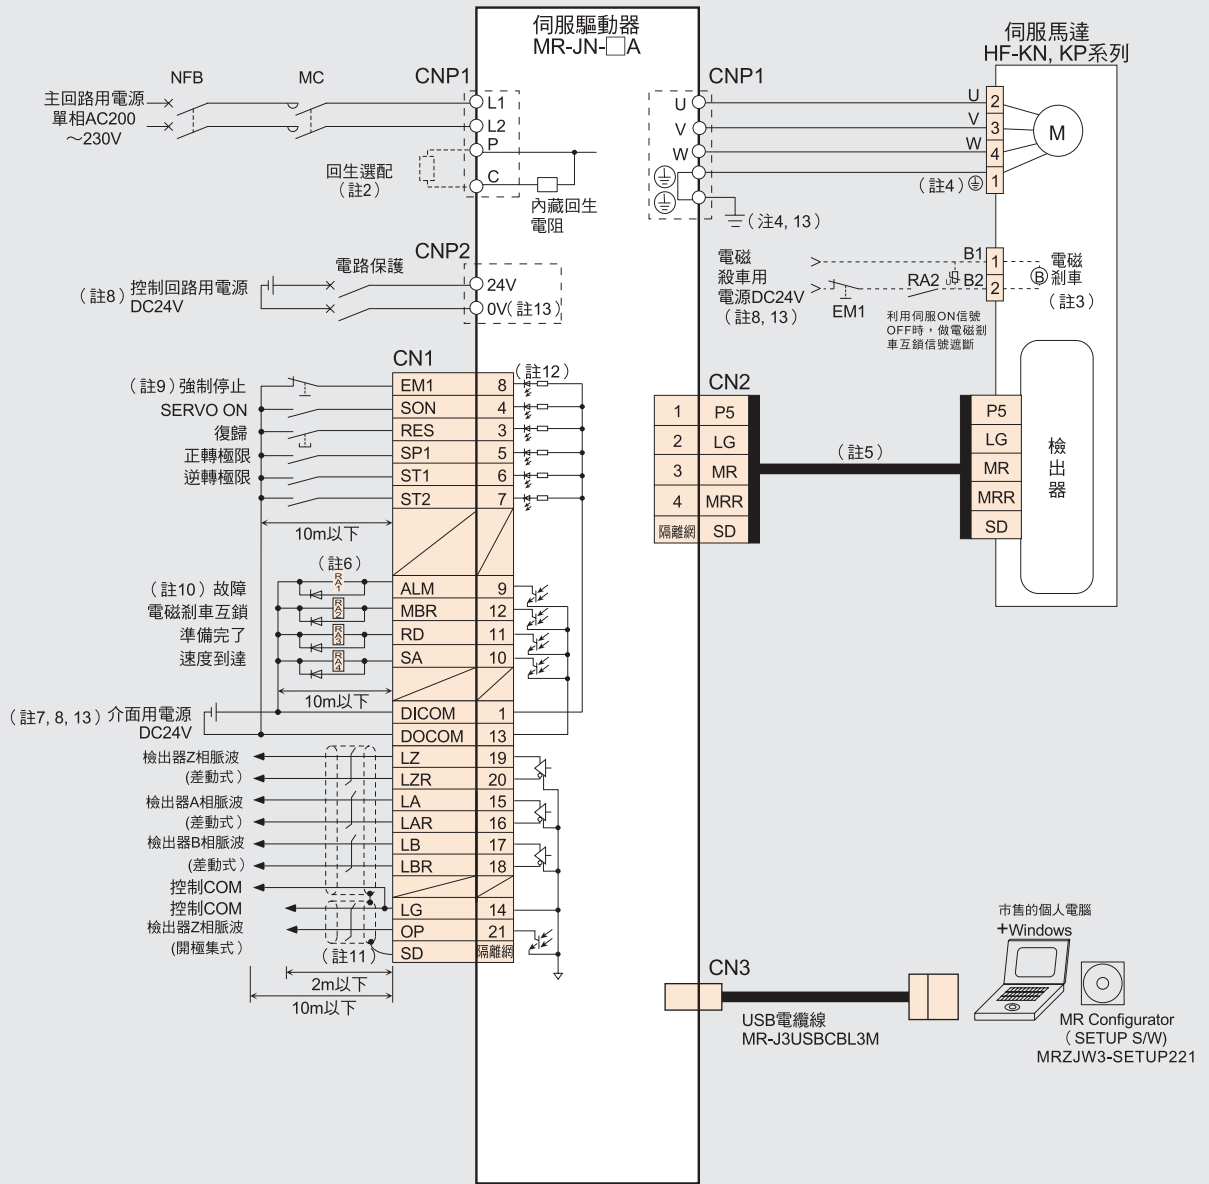 伺服驅動器
MR-JN-□A
伺服馬達
HF-KN, KP系列
NFB
MC
CNP1
主回路用電源
單相AC200
～230V
L1
L2
P
C
回生選配
（註2）
內藏回生
電阻
CNP1
U
V
W
U
V
W
2
3
4
1
M
（註4）
（注4, 13）
CNP2
電路保護
（註8）控制回路用電源
DC24V
24V
0V（註13）
電磁
殺車用
電源DC24V
（註8, 13）
EM1
RA2
U
B1
B2
1
2
B
電磁
剎車
（註3）
利用伺服ON信號
OFF時，做電磁剎
車互鎖信號遮斷
CN1
（註12）
（註9）強制停止
EM1 8
SERVO ON
SON 4
復歸
RES 3
正轉極限
SP1 5
逆轉極限
ST1 6
ST2 7
10m以下
（註6）
（註10）故障
RA1
ALM 9
電磁剎車互鎖
RA2
MBR 12
準備完了
RA3
RD 11
速度到達
RA4
SA 10
10m以下
（註7, 8, 13）介面用電源
DC24V
DICOM 1
DOCOM 13
檢出器Z相脈波
(差動式）
LZ 19
LZR 20
檢出器A相脈波
(差動式）
LA 15
LAR 16
檢出器B相脈波
(差動式）
LB 17
LBR 18
控制COM
控制COM
LG 14
檢出器Z相脈波
(開極集式）
OP 21
SD 隔離網
（註11）
2m以下
10m以下
CN2
1 P5
2 LG
3 MR
4 MRR
隔離網 SD
（註5）
P5
LG
MR
MRR
SD
檢出器
CN3
USB電纜線
MR-J3USBCBL3M
市售的個人電腦
+Windows
MR Configurator
（SETUP S/W)
MRZJW3-SETUP221